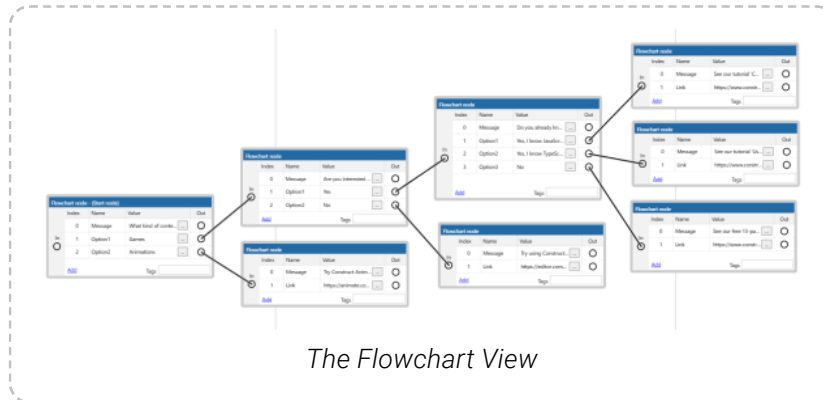 Flowchart node - (Start node)
Index Name Value Out
In
0 Message What kind of conte... ...
1 Option1 Games ...
2 Option2 Animations ...
Add Tags
Flowchart node
Index Name Value Out
In
0 Message Are you interested... ...
1 Option1 Yes ...
2 Option2 No ...
Add Tags
Flowchart node
Index Name Value Out
In
0 Message Try Construct Anim... ...
1 Link https://animate.co... ...
Add Tags
Flowchart node
Index Name Value Out
In
0 Message Do you already kn... ...
1 Option1 Yes, I know JavaScr... ...
2 Option2 Yes, I know TypeSc... ...
3 Option3 No ...
Add Tags
Flowchart node
Index Name Value Out
In
0 Message Try using Construct... ...
1 Link https://editor.cons... ...
Add Tags
Flowchart node
Index Name Value Out
In
0 Message See our tutorial 'C... ...
1 Link https://www.constr... ...
Add Tags
Flowchart node
Index Name Value Out
In
0 Message See our tutorial ...
1 Link https://www.constr... ...
Add Tags
Flowchart node
Index Name Value Out
In
0 Message See our free 13-pa... ...
1 Link https://www.constr... ...
Add Tags
The Flowchart View